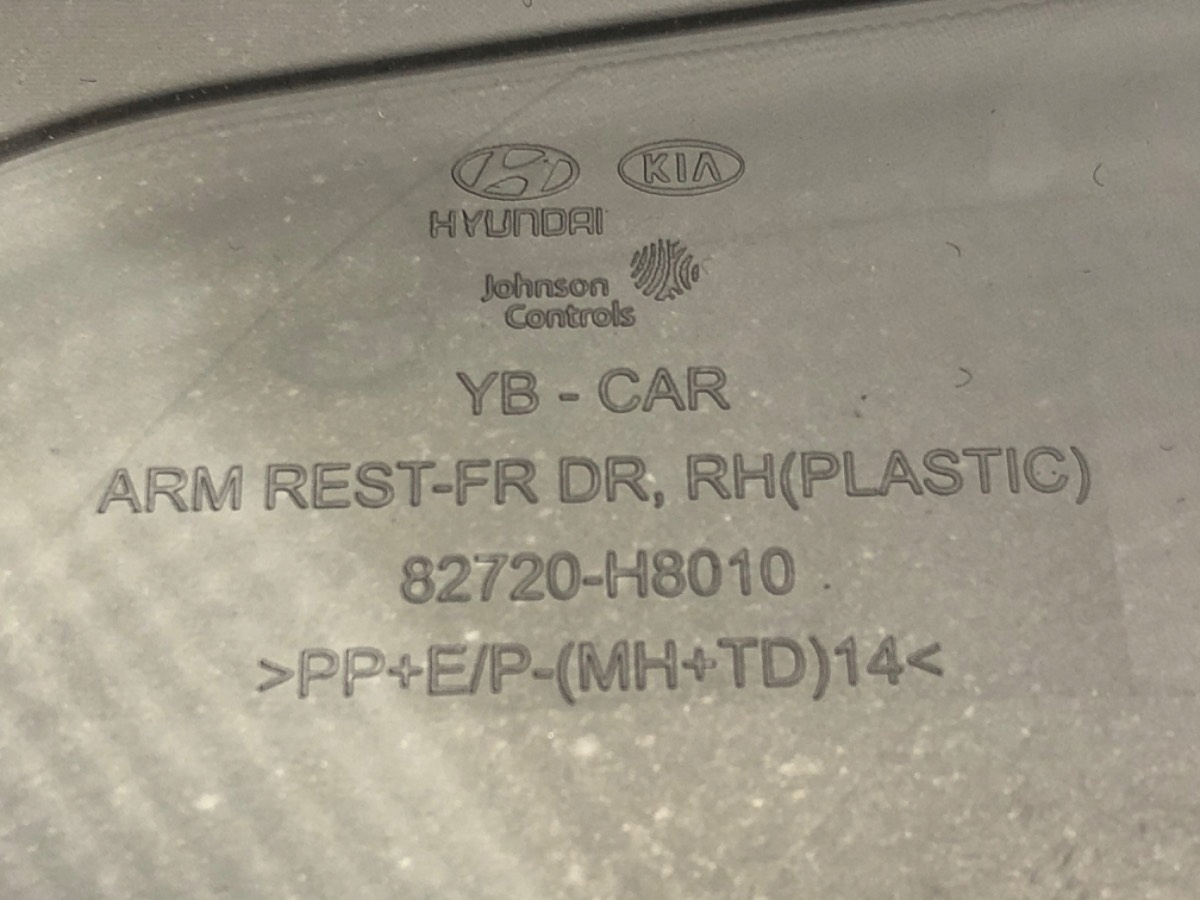 KIA
HYUNDAI
Johnson
Controls
YB - CAR
ARM REST-FR DR, RH(PLASTIC)
82720-H8010
>PP+E/P-(MH+TD)14<